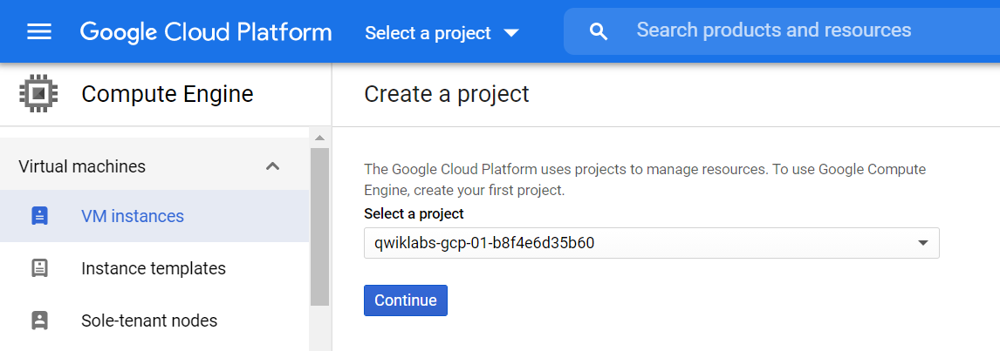 Google Cloud Platform
Select a project
Search products and resources
Compute Engine
Virtual machines
VM instances
Instance templates
Sole-tenant nodes
Create a project
The Google Cloud Platform uses projects to manage resources. To use Google Compute
Engine, create your first project.
Select a project
qwiklabs-gcp-01-b8f4e6d35b60
Continue